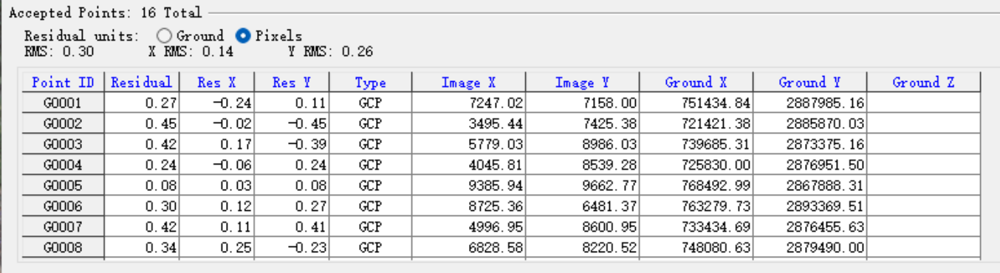 Accepted Points: 16 Total
Residual units: Ground Pixels
RMS: 0.30 X RMS: 0.14 Y RMS: 0.26
Point ID Residual Res X Res Y Type Image X Image Y Ground X Ground Y Ground Z
G0001 0.27 -0.24 0.11 GCP 7247.02 7158.00 751434.84 2887985.16
G0002 0.45 -0.02 -0.45 GCP 3495.44 7425.38 721421.38 2885870.03
G0003 0.42 0.17 -0.39 GCP 5779.03 8986.03 739685.31 2873375.16
G0004 0.24 -0.06 0.24 GCP 4045.81 8539.28 725830.00 2876951.50
G0005 0.08 0.03 0.08 GCP 9385.94 9662.77 768492.99 2867888.31
G0006 0.30 0.12 0.27 GCP 8725.36 6481.37 763279.73 2893369.51
G0007 0.42 0.11 0.41 GCP 4996.95 8600.95 733434.69 2876455.63
G0008 0.34 0.25 -0.23 GCP 6828.58 8220.52 748080.63 2879490.00